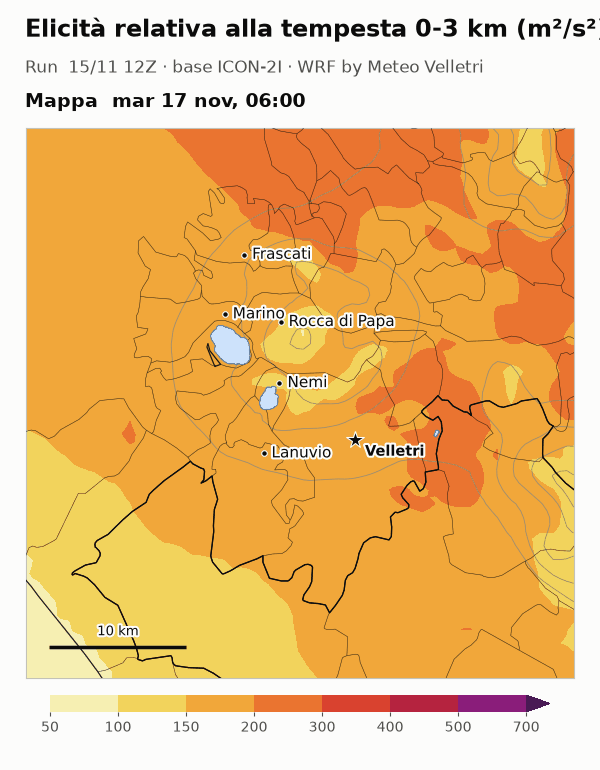 Elicità relativa alla tempesta 0-3 km (m²/s²)
Run 15/11 12Z · base ICON-2I · WRF by Meteo Velletri
Mappa mar 17 nov, 06:00
Frascati
Marino
Rocca di Papa
Nemi
Velletri
Lanuvio
10 km
50 100 150 200 300 400 500 700